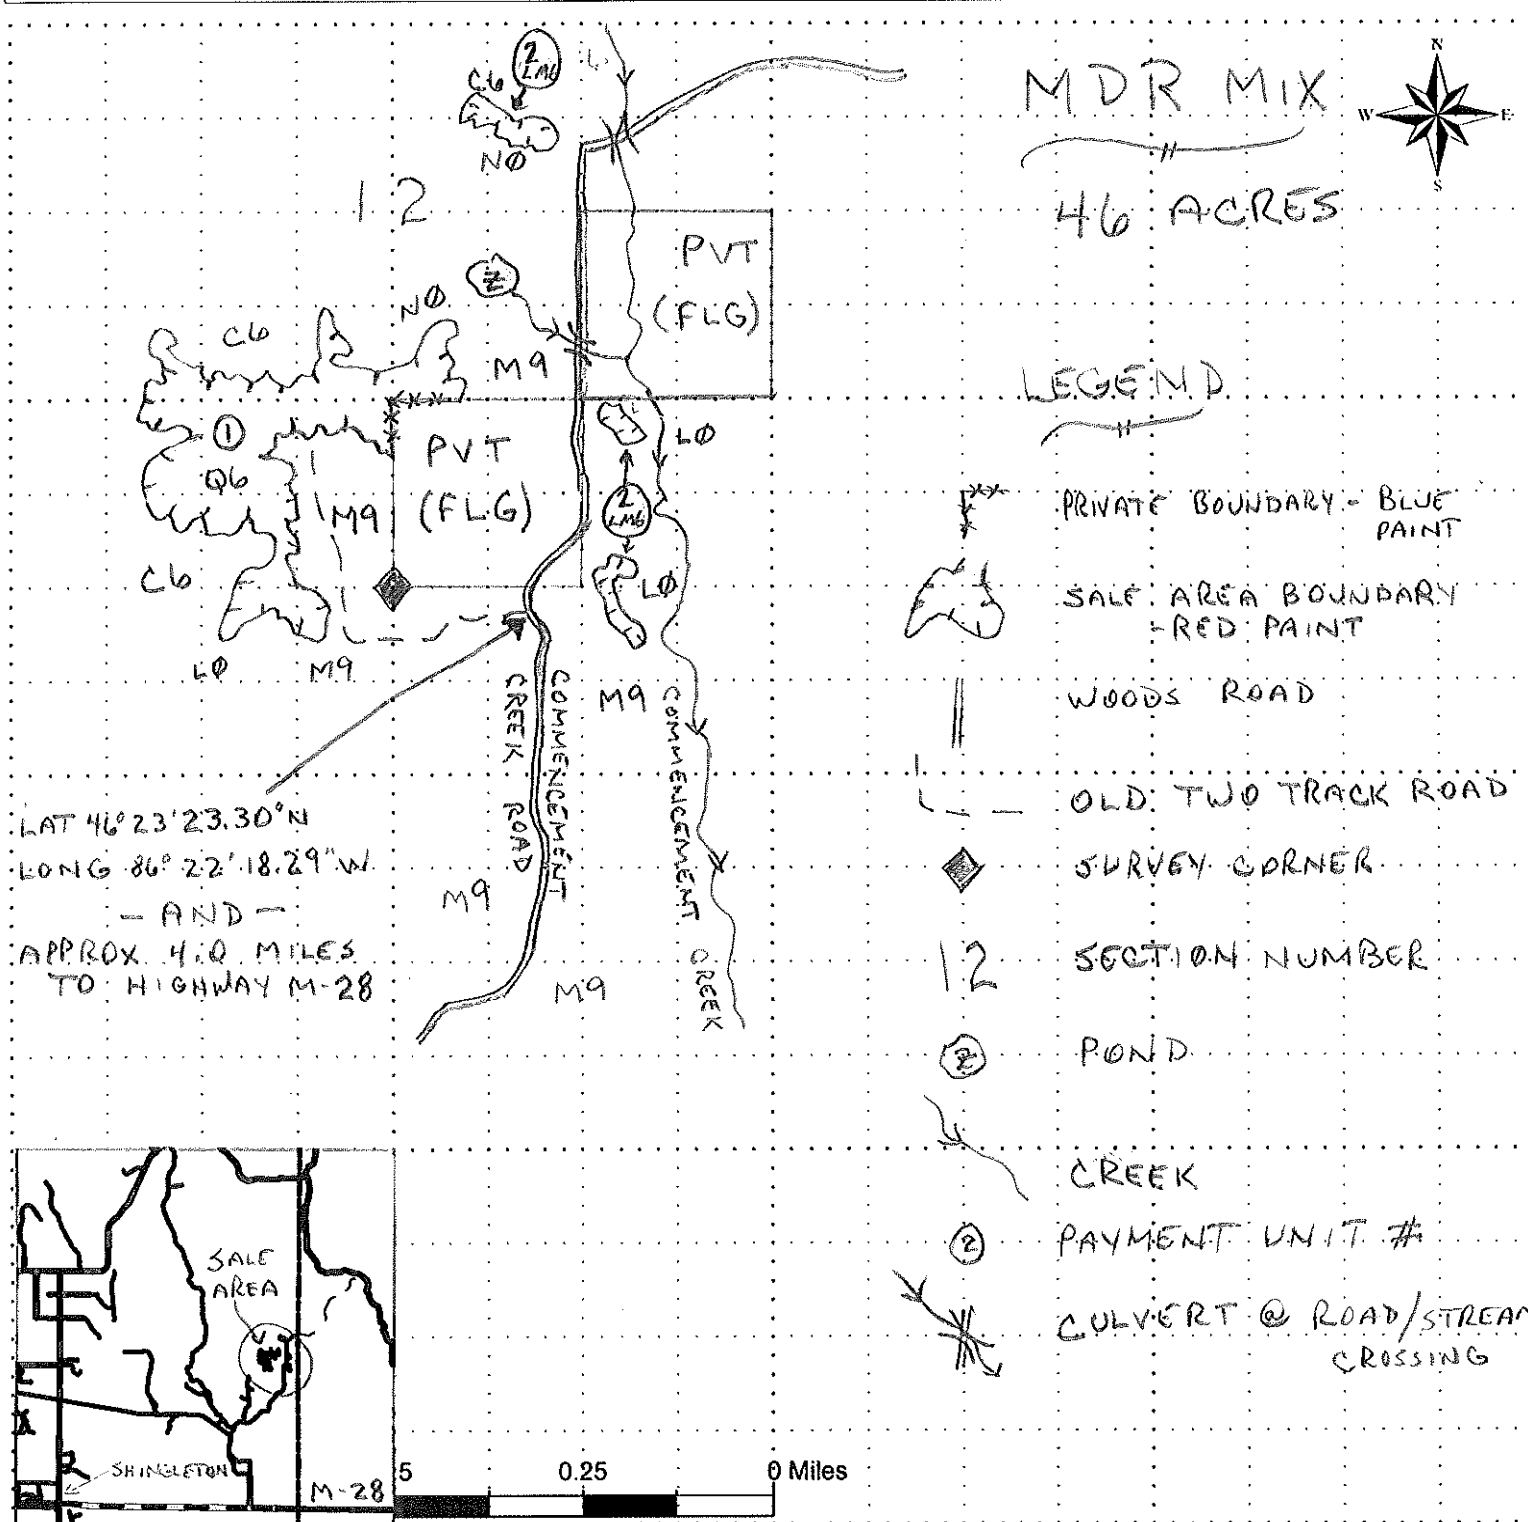 MDR MIX
46 ACRES
N
W
E
S
2
LM6
C6
NØ
12
PVT
(FLG)
Z
NØ
C6
M9
1
Q6
M9
PVT
(FLG)
LØ
2
LM6
LØ
C6
LØ
M9
M9
COMMENCEMENT
CREEK ROAD
COMMENCEMENT CREEK
M9
M9
LAT 46° 23' 23.30° N
LONG 86° 22' 18.29" W
- AND -
APPROX 4.0 MILES
TO HIGHWAY M-28
LEGEND
PRIVATE BOUNDARY - BLUE
PAINT
SALE AREA BOUNDARY
- RED PAINT
WOODS ROAD
OLD TWO TRACK ROAD
SURVEY CORNER
12
SECTION NUMBER
Z
POND
CREEK
2
PAYMENT UNIT #
CULVERT @ ROAD/STREAM
CROSSING
SALE
AREA
SHINGLETON
M-28
5
0.25
0 Miles